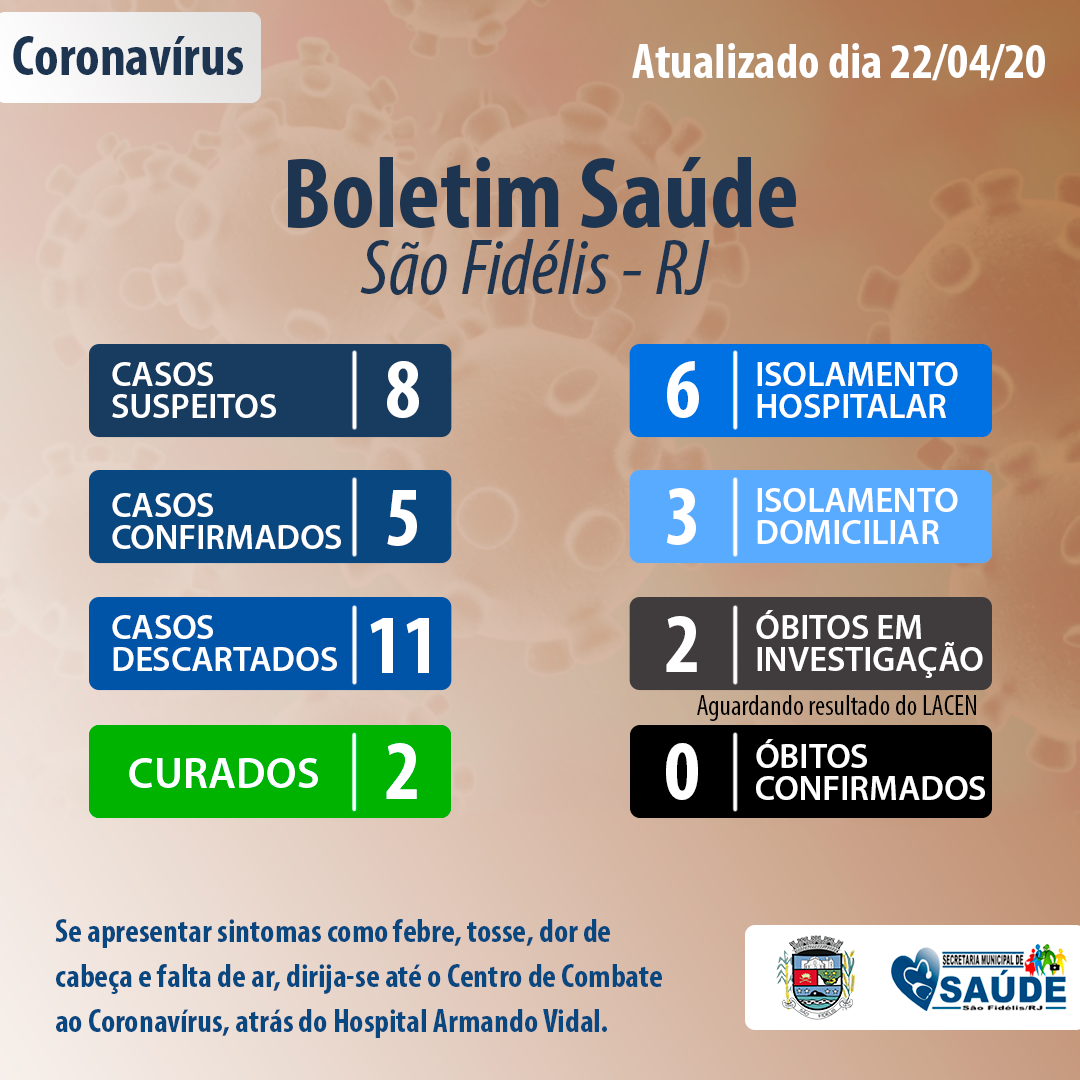 Coronavírus
Atualizado dia 22/04/20
Boletim Saúde
São Fidélis - RJ
CASOS
SUSPEITOS
8
6
ISOLAMENTO
HOSPITALAR
CASOS
CONFIRMADOS
5
3
ISOLAMENTO
DOMICILIAR
CASOS
DESCARTADOS
11
2
ÓBITOS EM
INVESTIGAÇÃO
Aguardando resultado do LACEN
CURADOS
2
0
ÓBITOS
CONFIRMADOS
Se apresentar sintomas como febre, tosse, dor de
cabeça e falta de ar, dirija-se até o Centro de Combate
ao Coronavírus, atrás do Hospital Armando Vidal.
SÃO FIDÉLIS
SECRETARIA MUNICIPAL DE
SAÚDE
São Fidélis/RJ